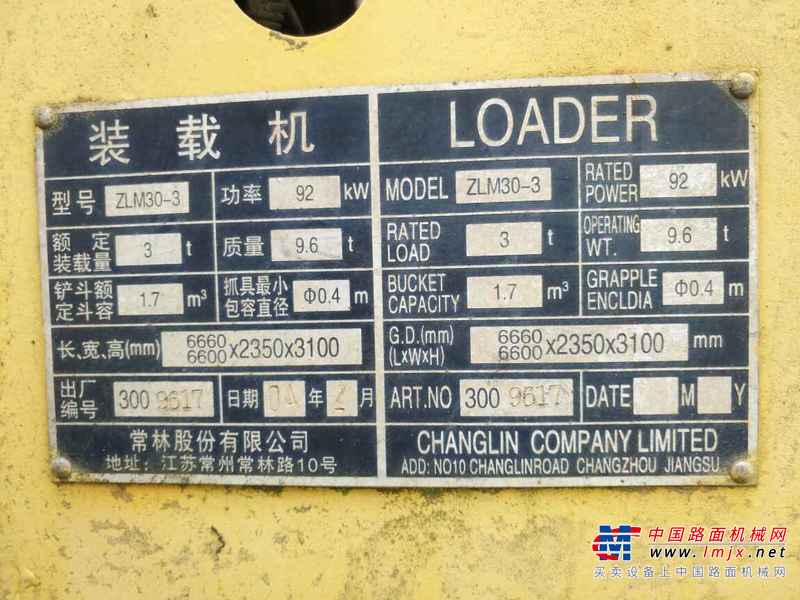 装载机
型号 ZLM30-3 功率 92 kW
额定装载量 3 t 质量 9.6 t
铲斗额定斗容 1.7 m³ 抓具最小包容直径 Φ0.4 m
长、宽、高(mm) 6660 6600 x2350x3100
出厂编号 300 9617 日期 04 年 月
常林股份有限公司
地址: 江苏常州常林路10号
LOADER
MODEL ZLM30-3 RATED POWER 92 kW
RATED LOAD 3 t OPERATING WT. 9.6 t
BUCKET CAPACITY 1.7 m³ GRAPPLE ENCLDIA Φ0.4 m
G.D.(mm) (LxWxH) 6660 6600 x2350x3100 mm
ART.NO 300 9617 DATE M Y
CHANGLIN COMPANY LIMITED
ADD: NO10 CHANGLINROAD CHANGZHOU JIANGSU
中国路面机械网
www.lmjx.net
买卖设备上中国路面机械网